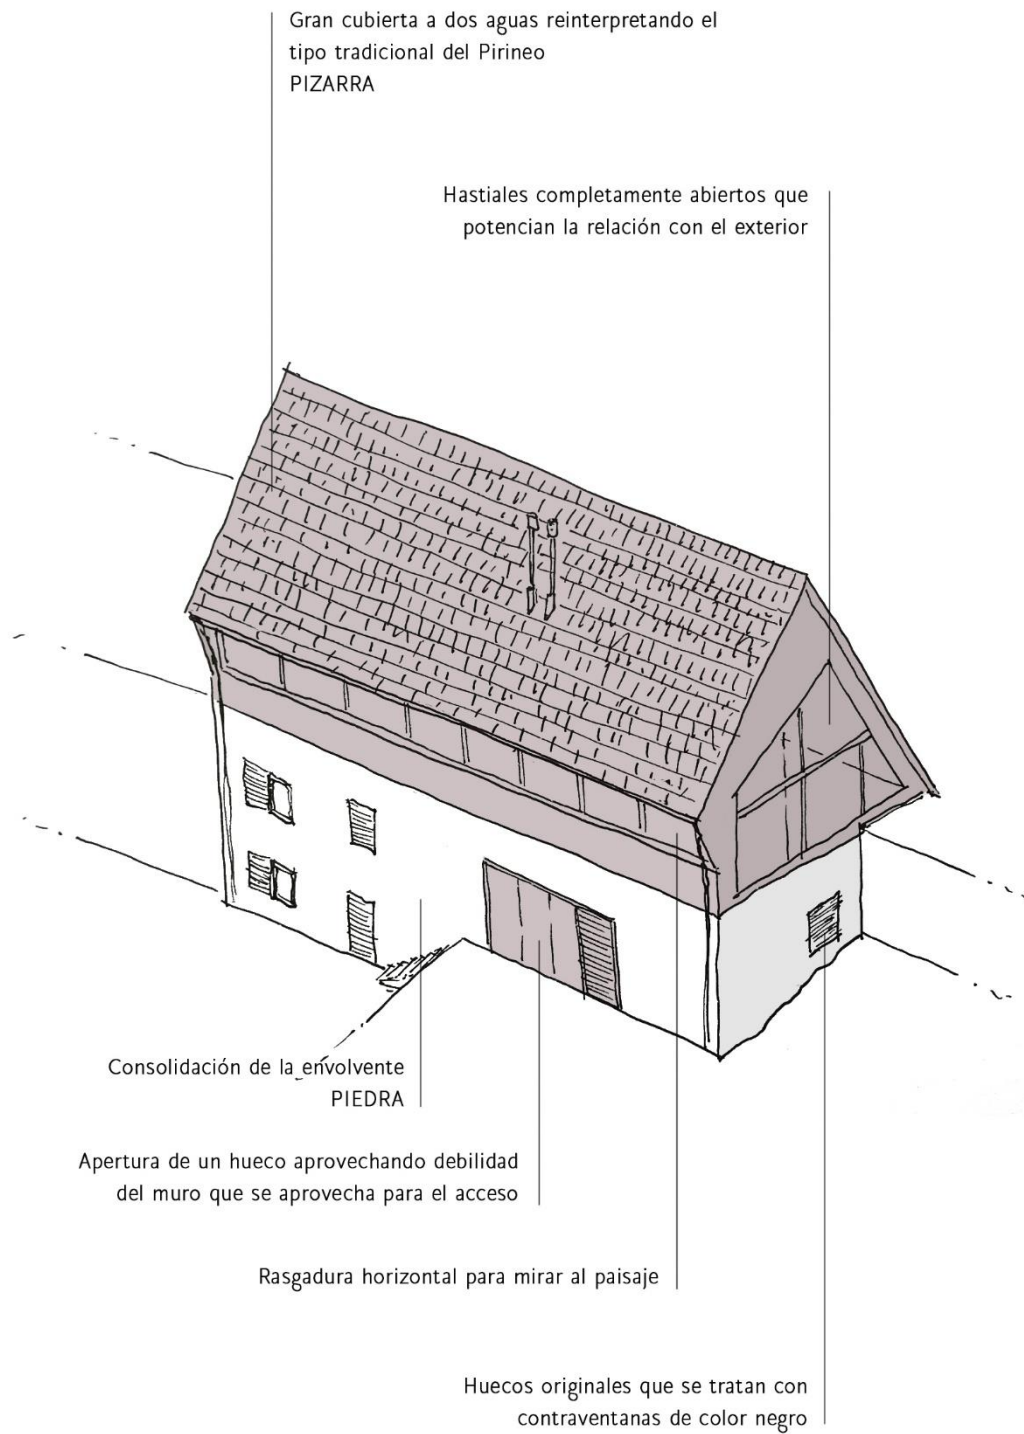 Gran cubierta a dos aguas reinterpretando el
tipo tradicional del Pirineo
PIZARRA
Hastiales completamente abiertos que
potencian la relación con el exterior
Consolidación de la envolvente
PIEDRA
Apertura de un hueco aprovechando debilidad
del muro que se aprovecha para el acceso
Rasgadura horizontal para mirar al paisaje
Huecos originales que se tratan con
contraventanas de color negro